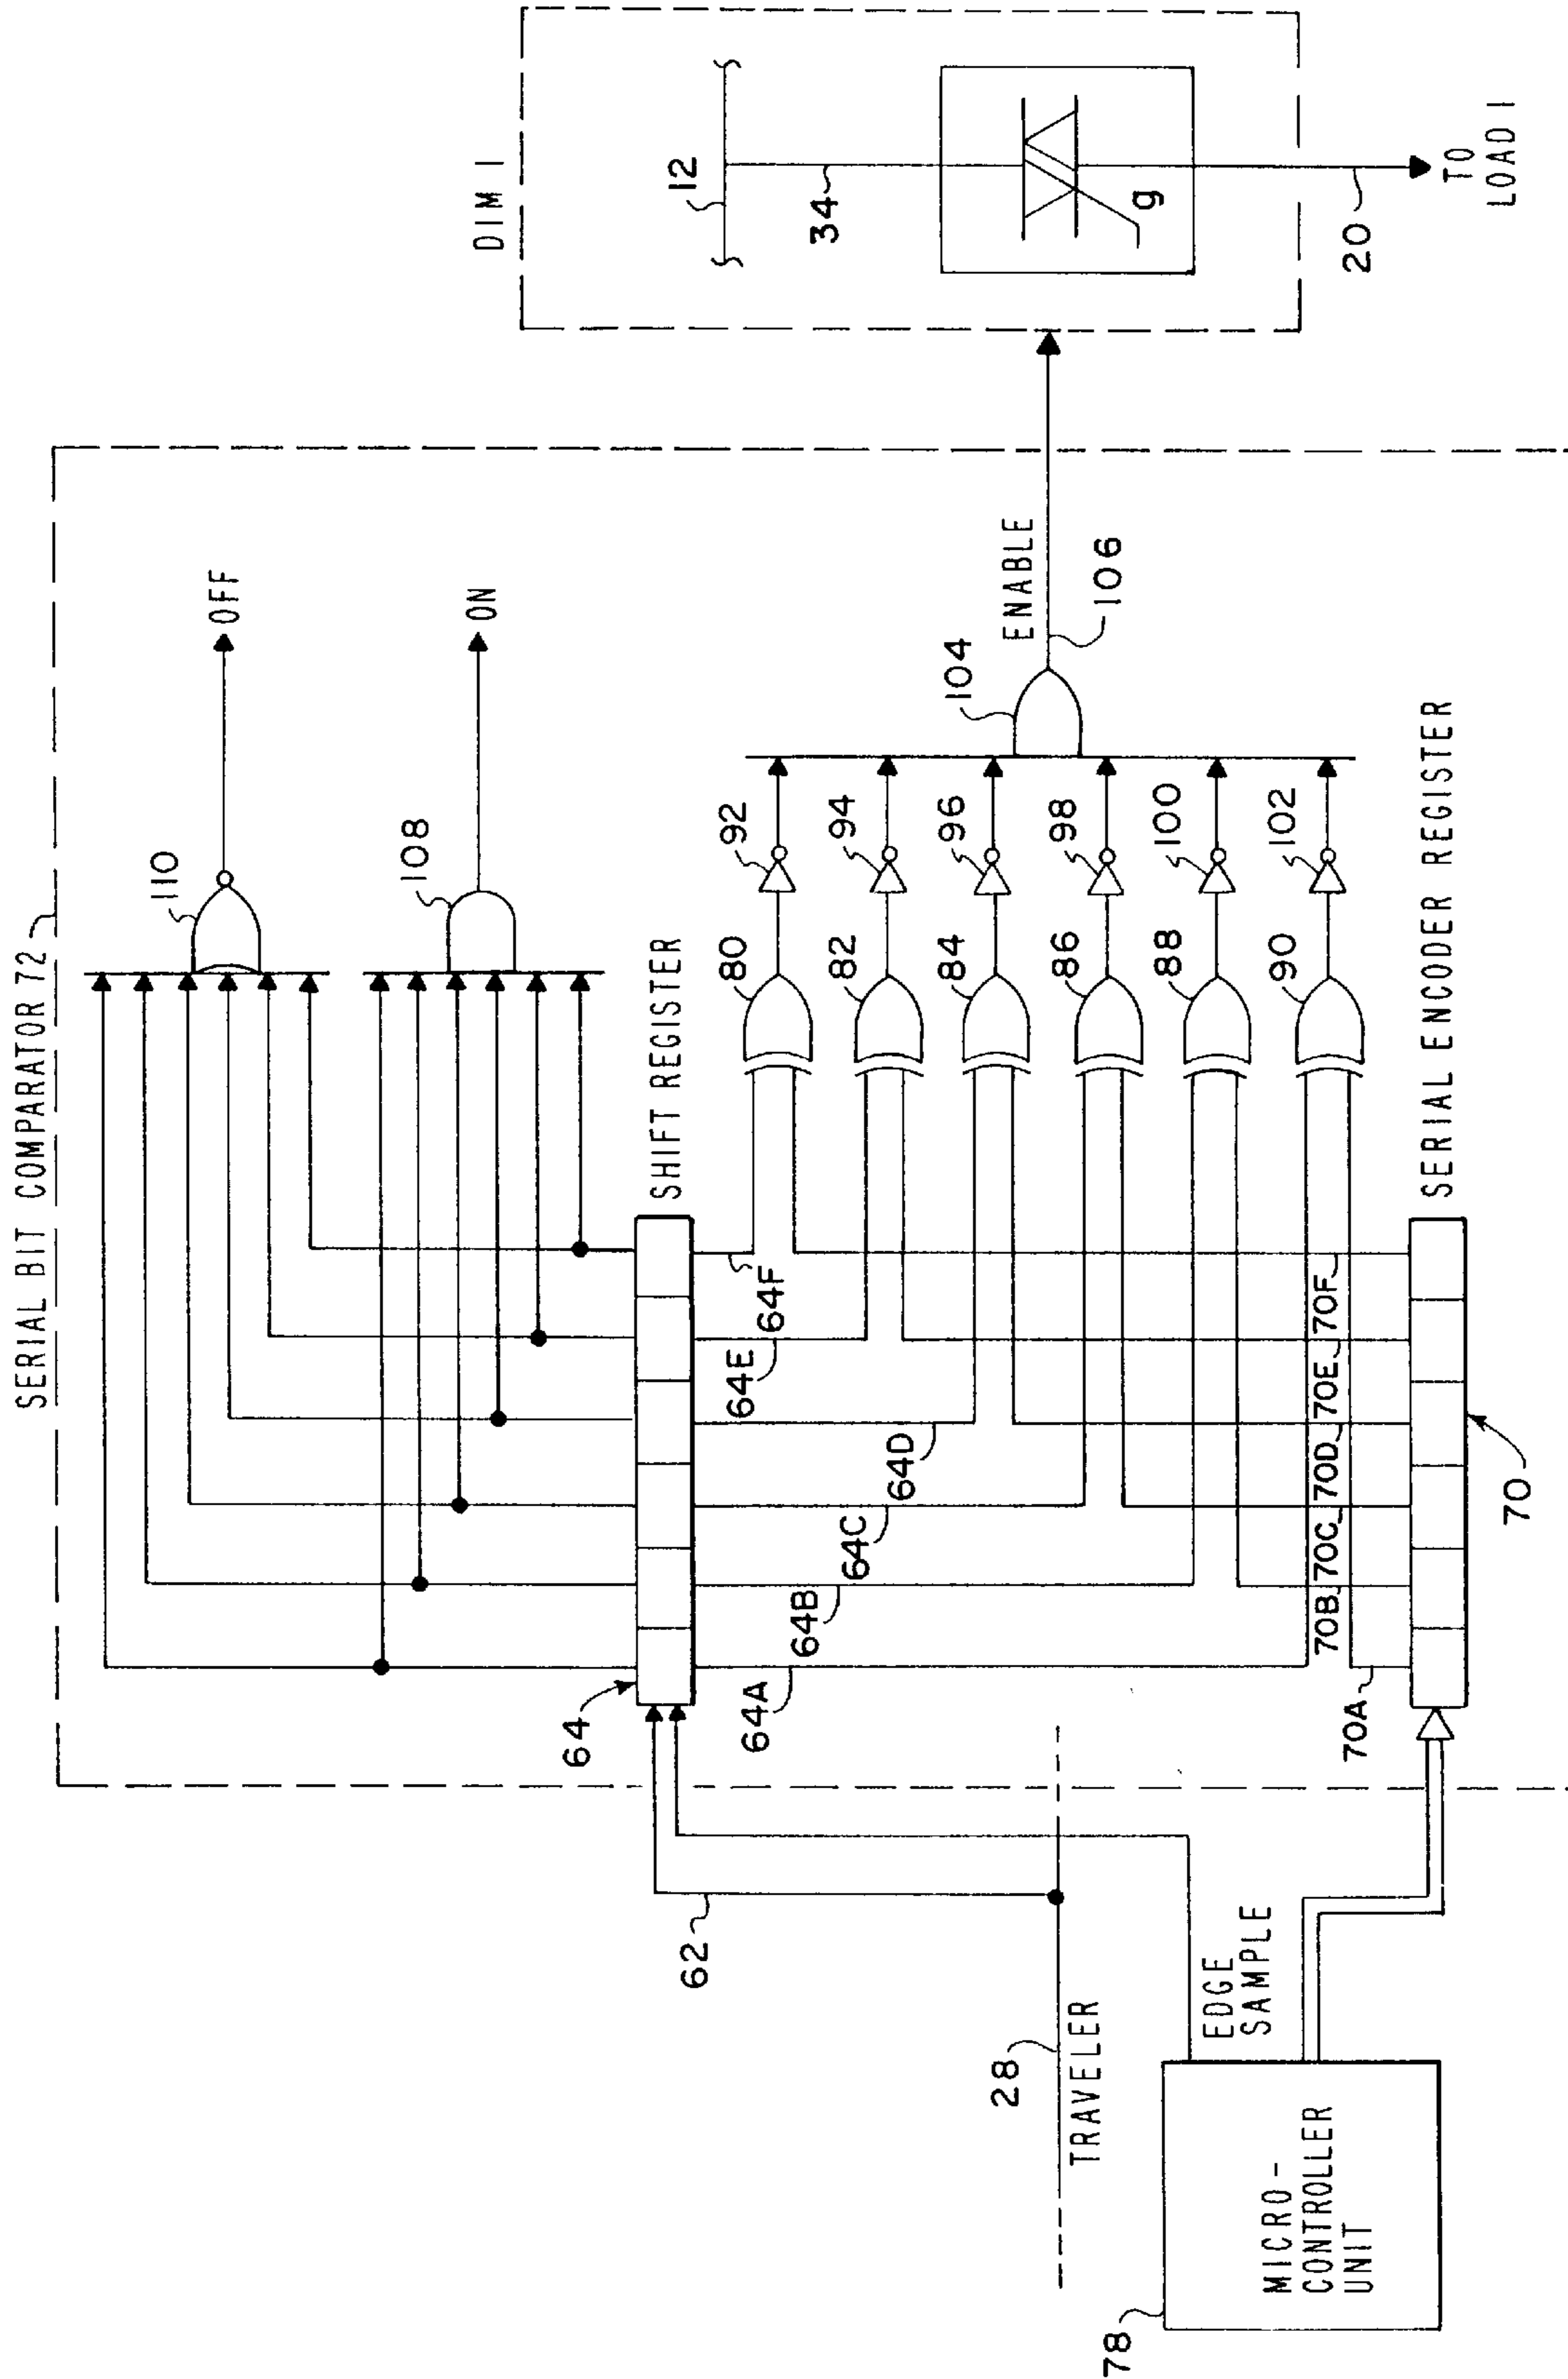 SERIAL BIT COMPARATOR 72
110
OFF
108
ON
SHIFT REGISTER
64
64A
64B
64C
64D
64E
64F
80
82
84
86
88
90
92
94
96
98
100
102
104
ENABLE
106
DIM 1
12
34
g
20
TO
LOAD 1
62
28
TRAVELER
EDGE
SAMPLE
78
MICRO-
CONTROLLER
UNIT
70A
70B
70C
70D
70E
70F
70
SERIAL ENCODER REGISTER